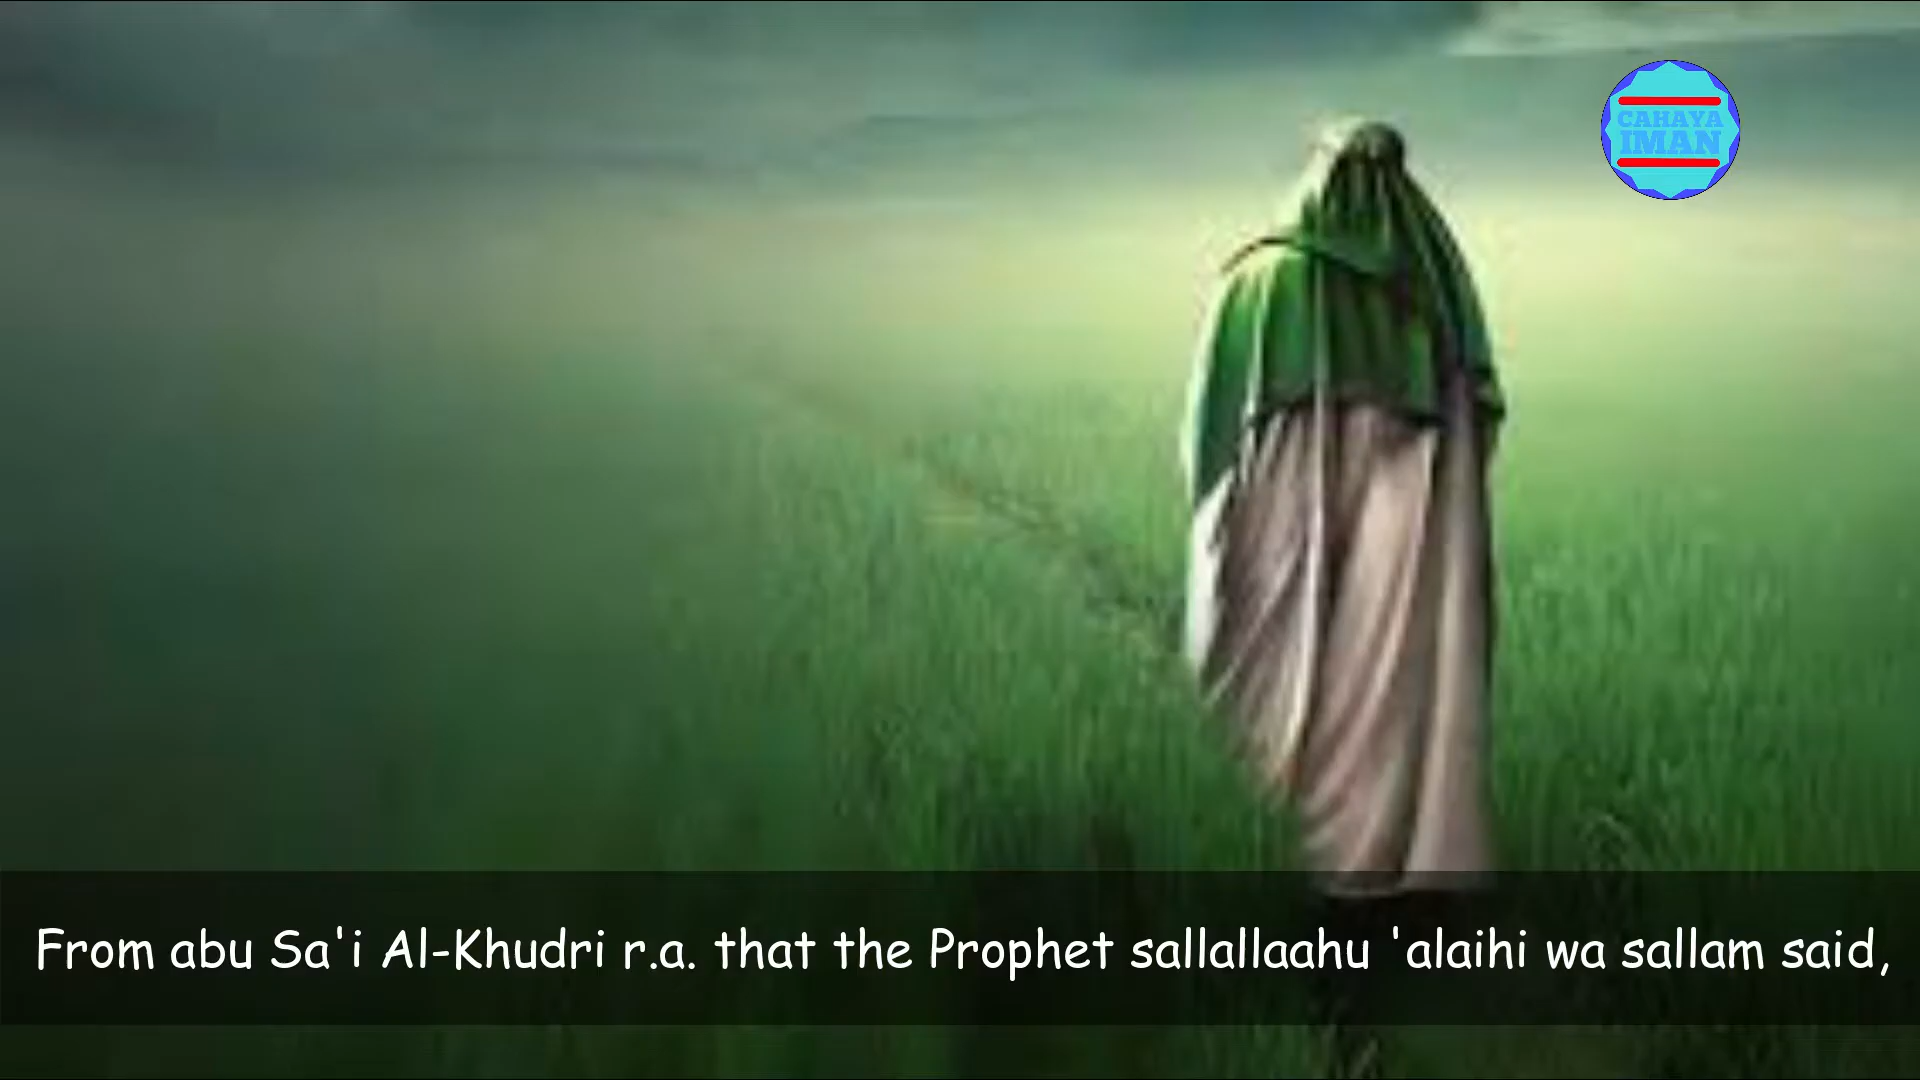 CAHAYA
IMAN
From abu Sa'i Al-Khudri r.a. that the Prophet sallallaahu 'alaihi wa sallam said,